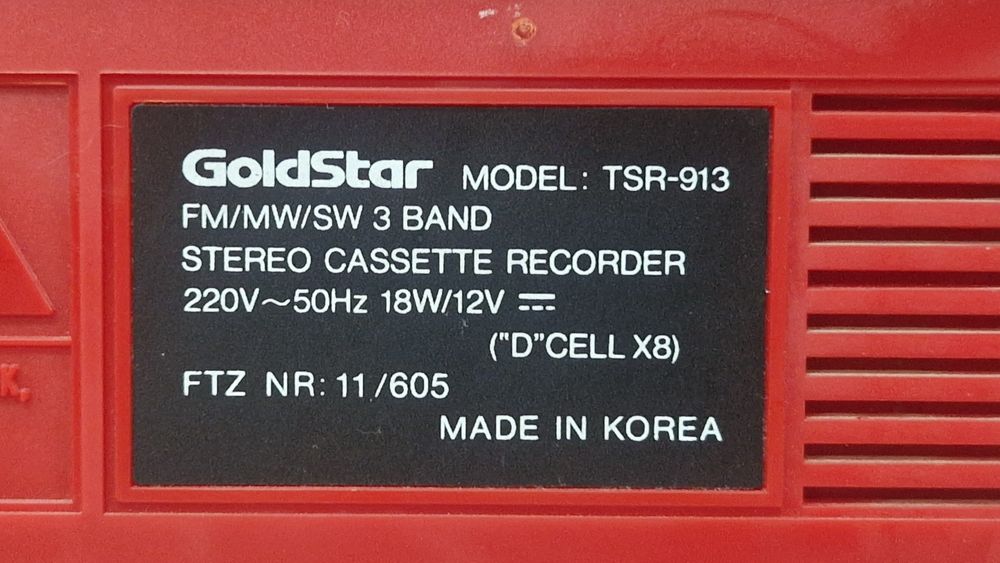 GoldStar MODEL: TSR-913
FM/MW/SW 3 BAND
STEREO CASSETTE RECORDER
220V~50Hz 18W/12V ⎓
("D"CELL X8)
FTZ NR: 11/605
MADE IN KOREA
K.